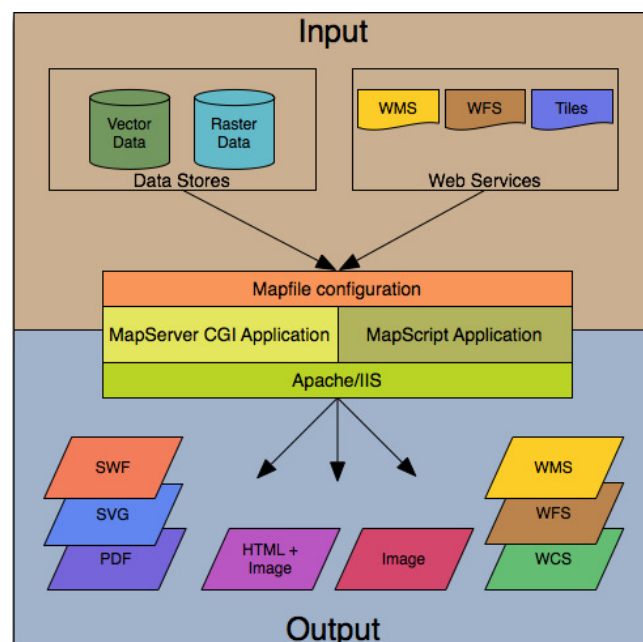 Input
Vector
Data
Raster
Data
Data Stores
WMS
WFS
Tiles
Web Services
Mapfile configuration
MapServer CGI Application
MapScript Application
Apache/IIS
SWF
SVG
PDF
HTML +
Image
Image
WMS
WFS
WCS
Output